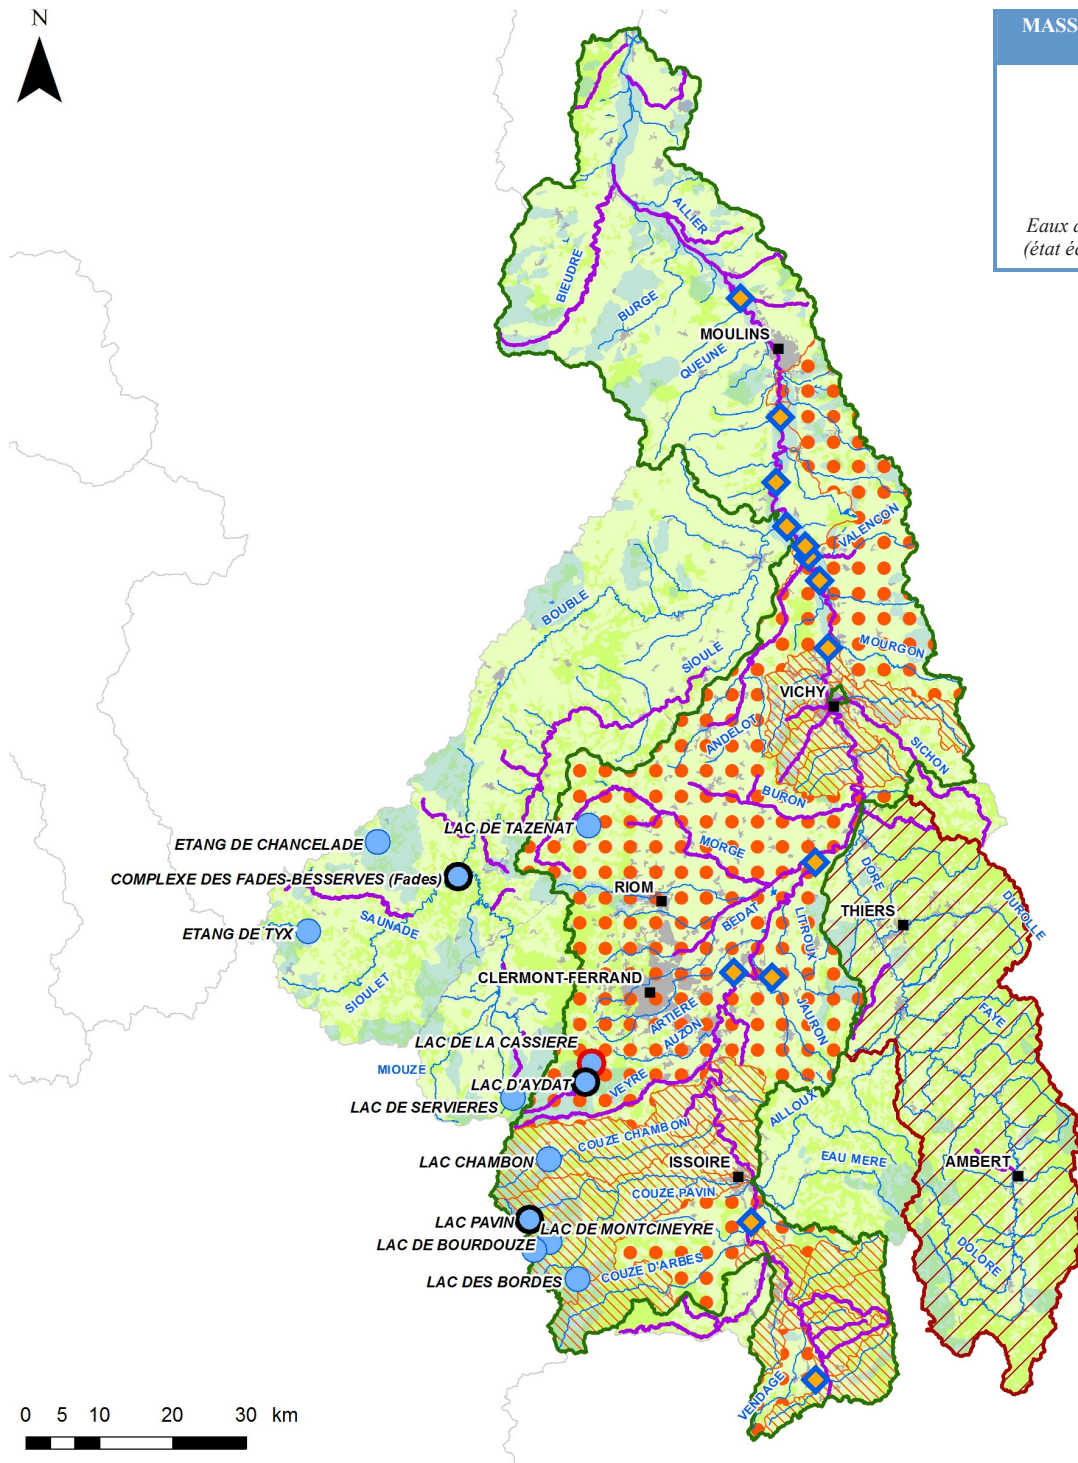 N
MASS
Eaux d
(état éc
ALLIER
BIEUDRE
BURGE
MOULINS
QUEUNE
VALENCON
BOUBLE
MOURGON
SIOULE
VICHY
ANDELOT
SICHON
BURON
LAC DE TAZENAT
ETANG DE CHANCELADE
MORGE
DORE
COMPLEXE DES FADES-BESSERVES (Fades)
RIOM
THIERS
DUROLLE
SAUNADE
BEDAT
LITROUX
ETANG DE TYX
CLERMONT-FERRAND
SIOULET
ARTIERE
JAURON
FAYE
AUZON
LAC DE LA CASSIERE
MIOUZE
LAC D'AYDAT
VEYRE
LAC DE SERVIERES
AILLOUX
COUZE CHAMBON
EAU MERE
LAC CHAMBON
ISSOIRE
AMBERT
COUZE PAVIN
LAC PAVIN
LAC DE MONTCINEYRE
LAC DE BOURDOUZE
DOLORE
COUZE D'ARBES
LAC DES BORDES
VENDAGE
0 5 10 20 30 km